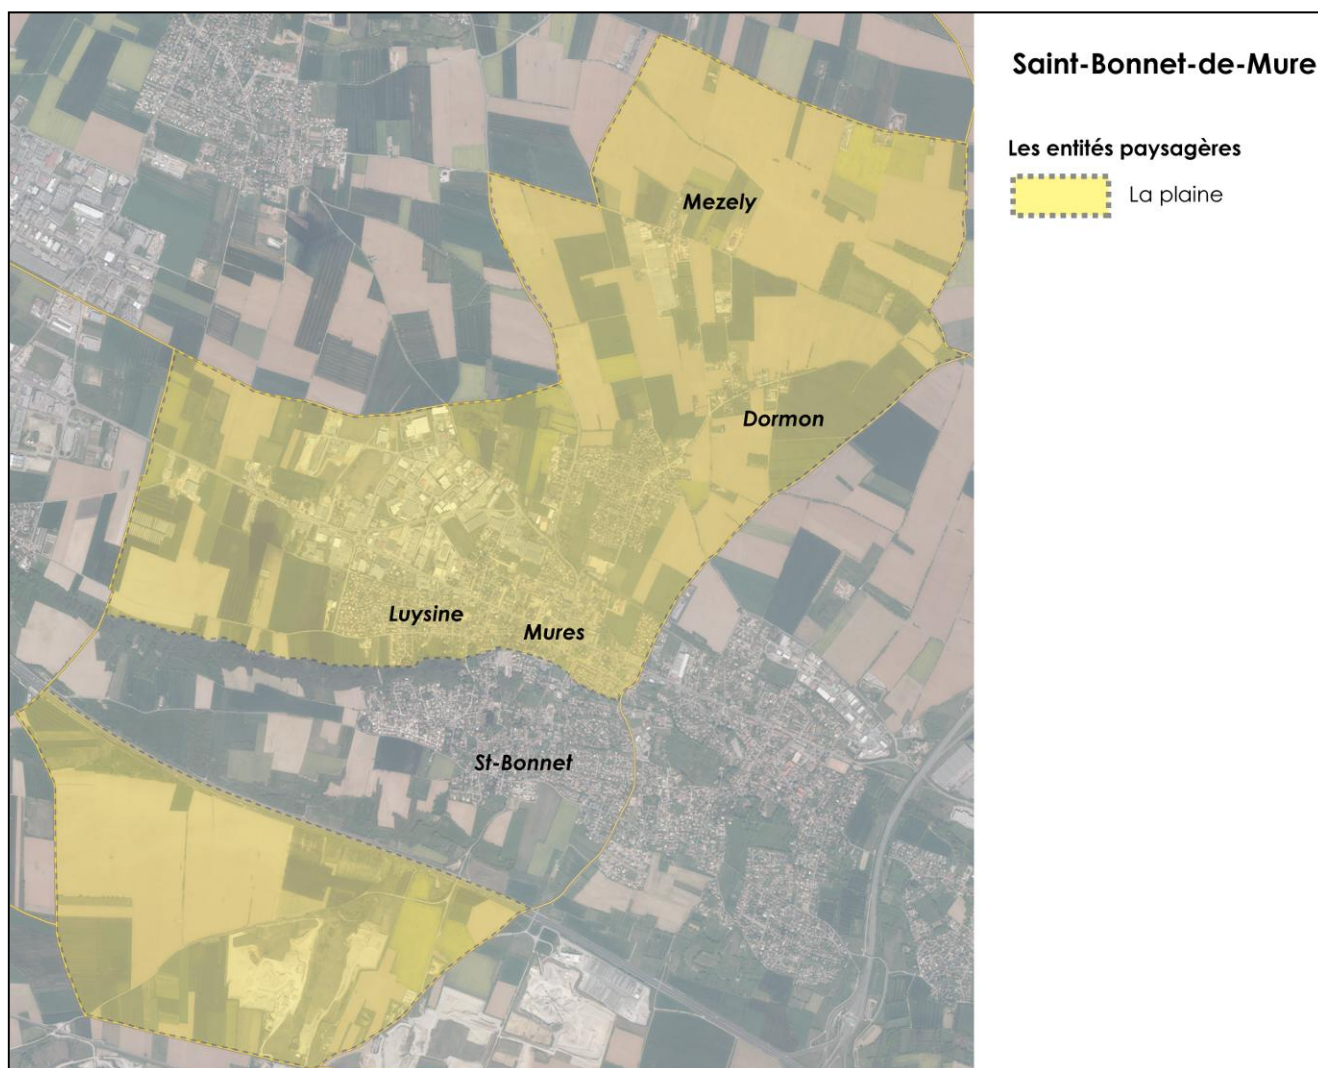 Saint-Bonnet-de-Mure
Les entités paysagères
La plaine
Mezely
Dormon
Luysine
Mures
St-Bonnet